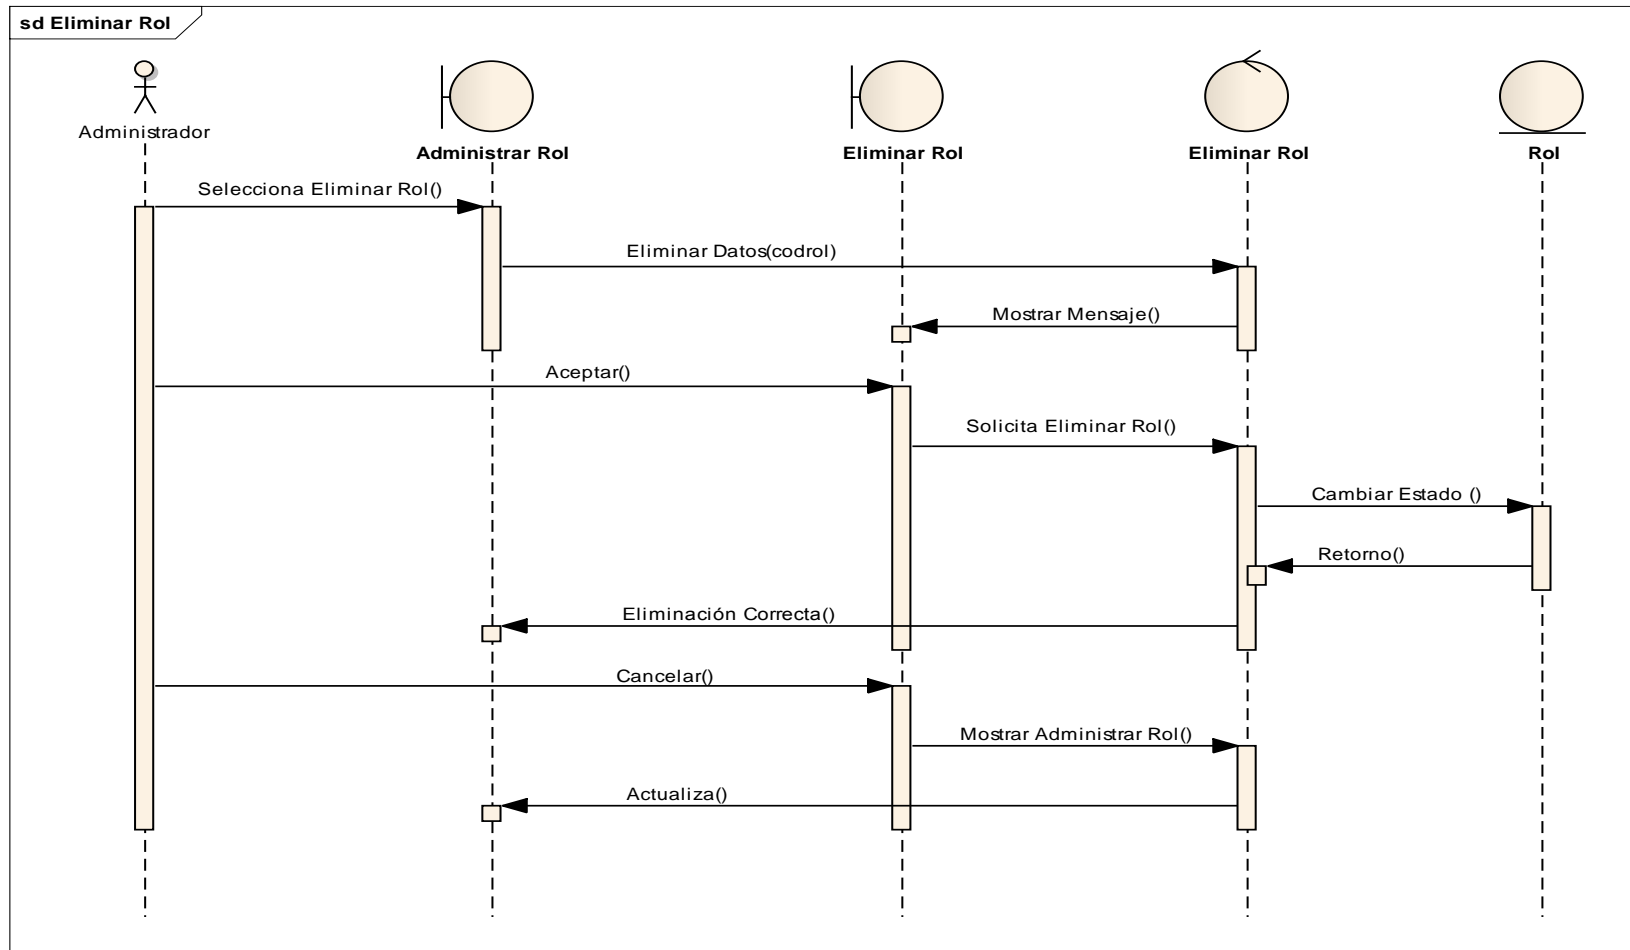 sd Eliminar Rol
Administrador
Administrar Rol
Eliminar Rol
Eliminar Rol
Rol
Selecciona Eliminar Rol()
Eliminar Datos(codrol)
Mostrar Mensaje()
Aceptar()
Solicita Eliminar Rol()
Cambiar Estado ()
Retorno()
Eliminación Correcta()
Cancelar()
Mostrar Administrar Rol()
Actualiza()